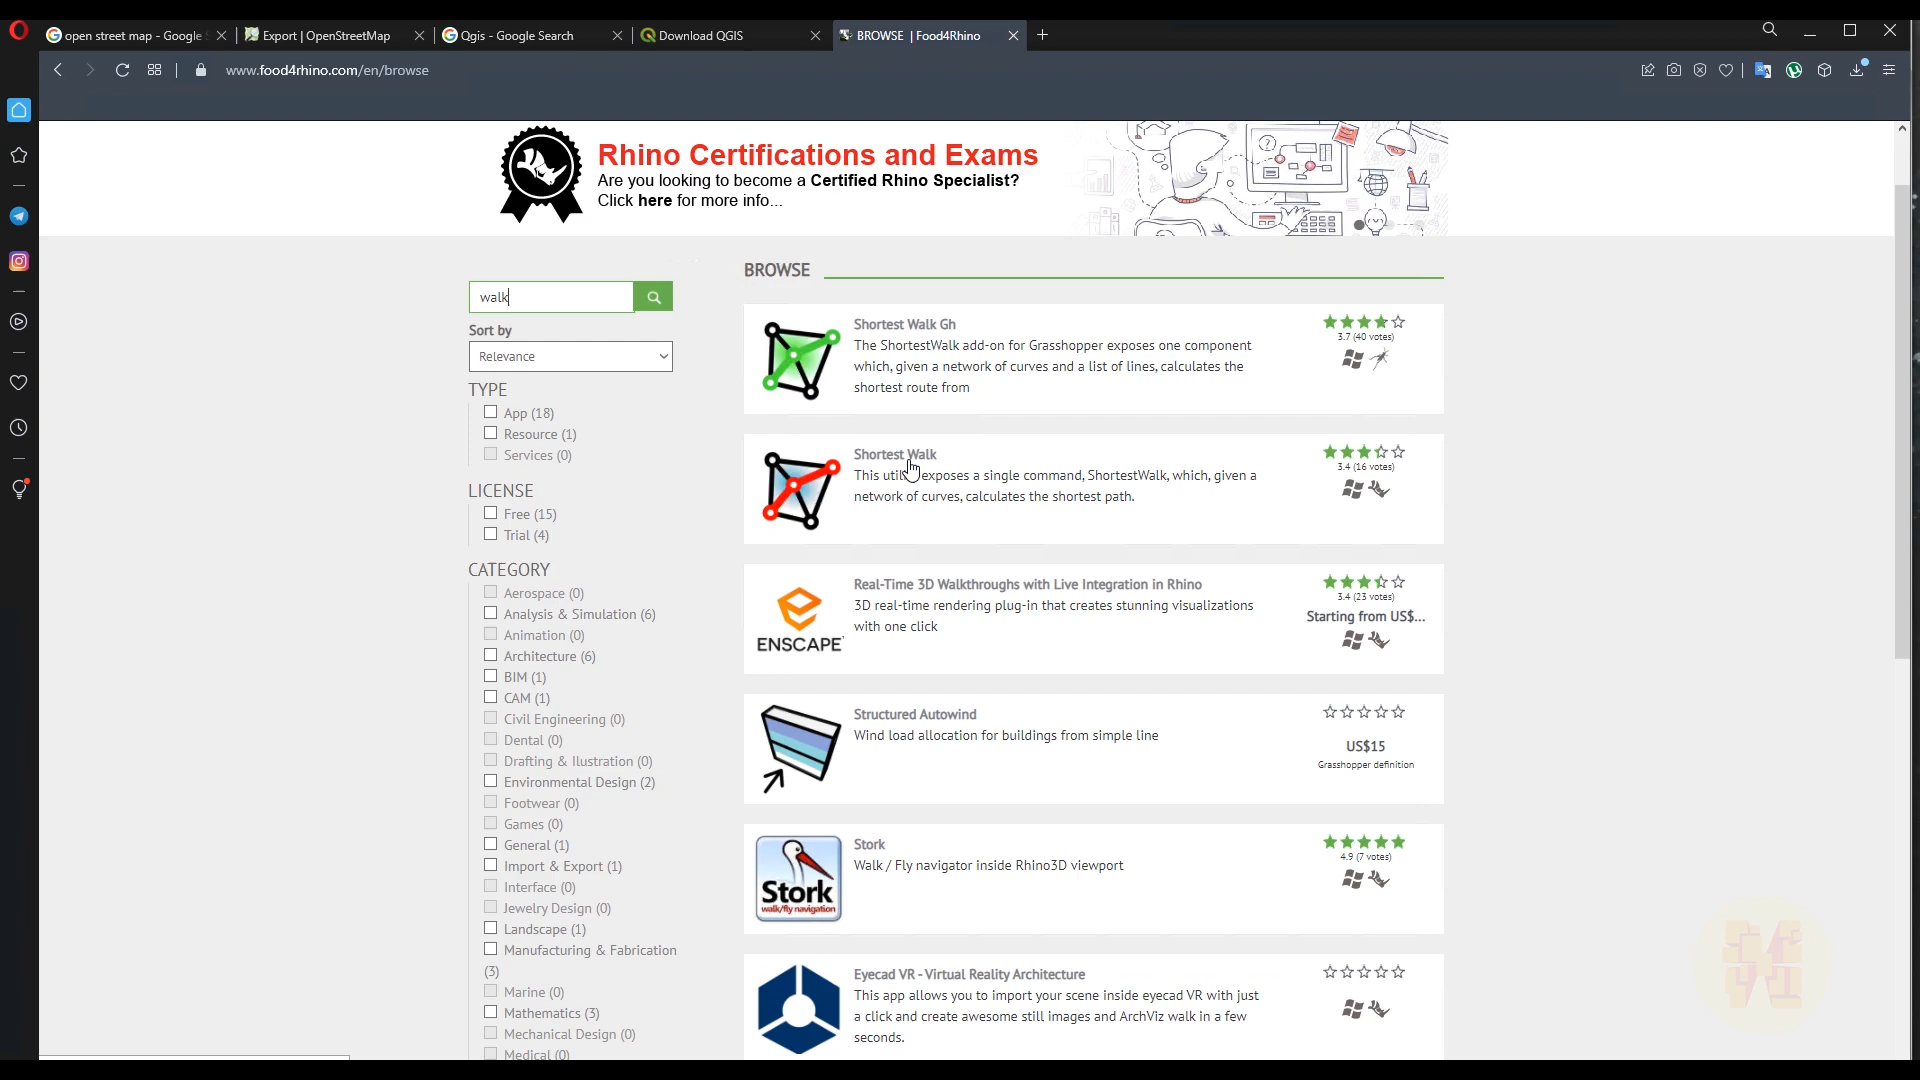 open street map - Google S
Export | OpenStreetMap
Qgis - Google Search
Download QGIS
BROWSE | Food4Rhino
www.food4rhino.com/en/browse
Rhino Certifications and Exams
Are you looking to become a Certified Rhino Specialist?
Click here for more info...
BROWSE
walk
Sort by
Relevance
TYPE
App (18)
Resource (1)
Services (0)
LICENSE
Free (15)
Trial (4)
CATEGORY
Aerospace (0)
Analysis & Simulation (6)
Animation (0)
Architecture (6)
BIM (1)
CAM (1)
Civil Engineering (0)
Dental (0)
Drafting & Ilustration (0)
Environmental Design (2)
Footwear (0)
Games (0)
General (1)
Import & Export (1)
Interface (0)
Jewelry Design (0)
Landscape (1)
Manufacturing & Fabrication
(3)
Marine (0)
Mathematics (3)
Mechanical Design (0)
Medical (0)
Shortest Walk Gh
The ShortestWalk add-on for Grasshopper exposes one component
which, given a network of curves and a list of lines, calculates the
shortest route from
3.7 (40 votes)
Shortest Walk
This utility exposes a single command, ShortestWalk, which, given a
network of curves, calculates the shortest path.
3.4 (16 votes)
ENSCAPE
Real-Time 3D Walkthroughs with Live Integration in Rhino
3D real-time rendering plug-in that creates stunning visualizations
with one click
3.4 (23 votes)
Starting from US$...
Structured Autowind
Wind load allocation for buildings from simple line
US$15
Grasshopper definition
Stork
walk/fly navigation
Stork
Walk / Fly navigator inside Rhino3D viewport
4.9 (7 votes)
Eyecad VR - Virtual Reality Architecture
This app allows you to import your scene inside eyecad VR with just
a click and create awesome still images and ArchViz walk in a few
seconds.